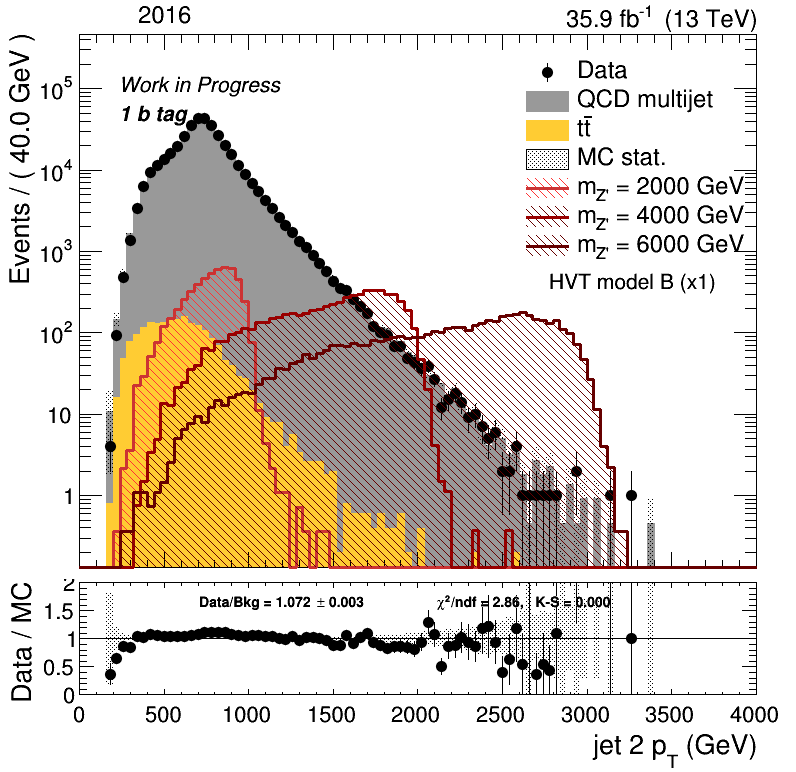 2016 35.9 fb⁻¹ (13 TeV)
Events / ( 40.0 GeV )
Work in Progress
1 b tag
Data
QCD multijet
tt̄
MC stat.
m_Z' = 2000 GeV
m_Z' = 4000 GeV
m_Z' = 6000 GeV
HVT model B (x1)
10⁵
10⁴
10³
10²
10
1
Data / MC
Data/Bkg = 1.072 ± 0.003 χ²/ndf = 2.86, K-S = 0.000
2
1.5
1
0.5
0
0 500 1000 1500 2000 2500 3000 3500 4000
jet 2 p_T (GeV)